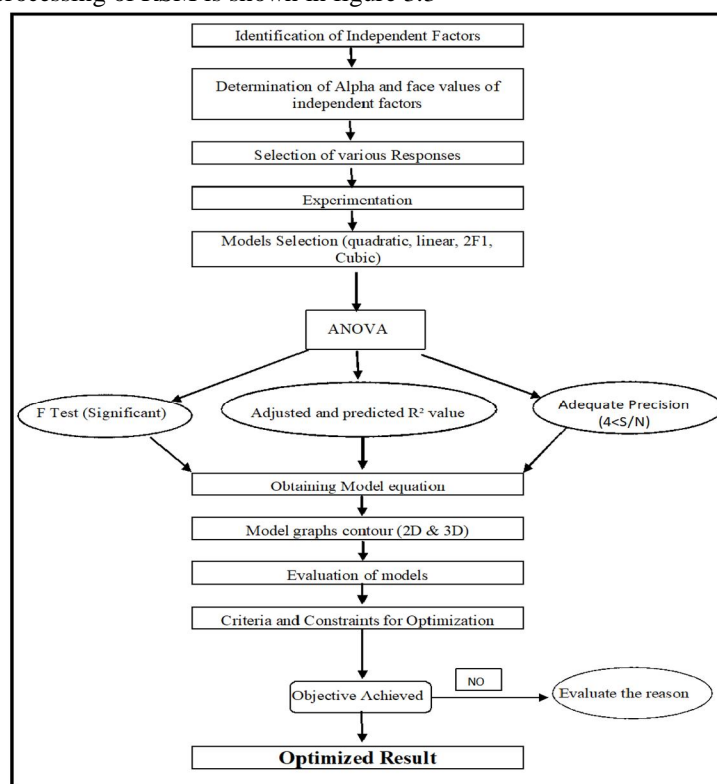 rocessing of RSM is shown in figure 3.3
Identification of Independent Factors
Determination of Alpha and face values of
independent factors
Selection of various Responses
Experimentation
Models Selection (quadratic, linear, 2F1,
Cubic)
ANOVA
F Test (Significant)
Adjusted and predicted R² value
Adequate Precision
(4<S/N)
Obtaining Model equation
Model graphs contour (2D & 3D)
Evaluation of models
Criteria and Constraints for Optimization
Objective Achieved
NO
Evaluate the reason
Optimized Result